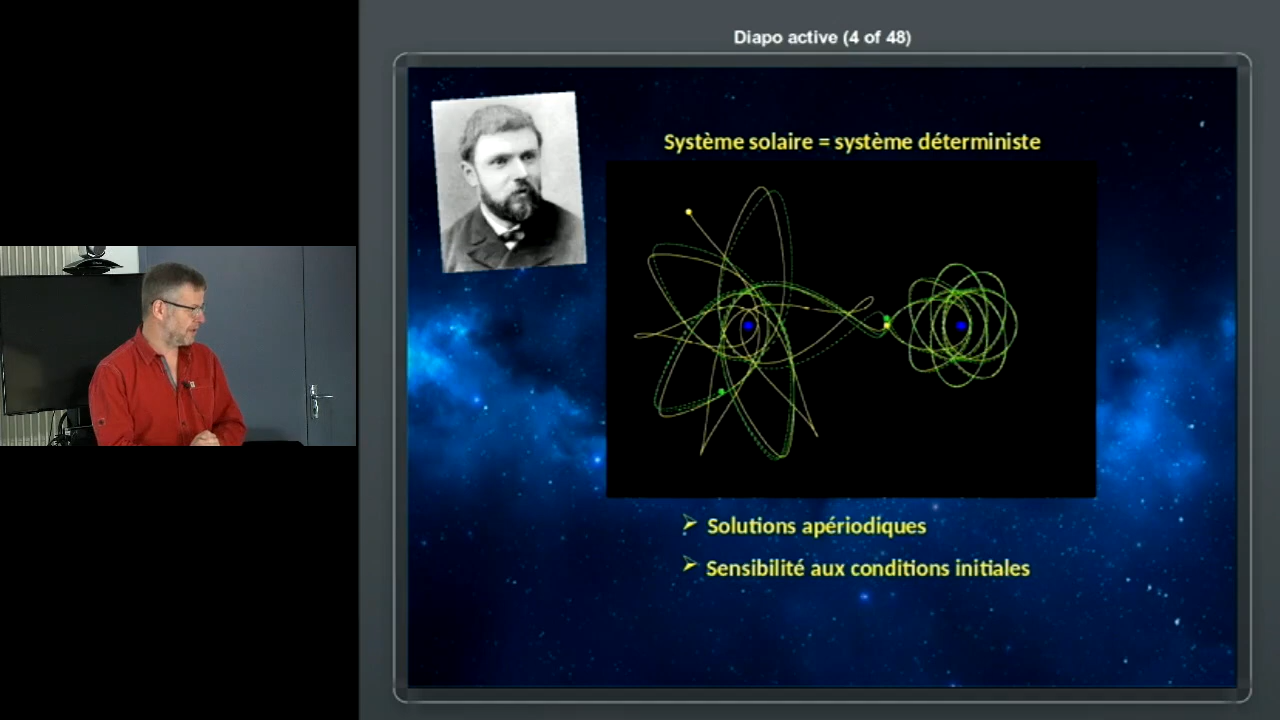 Diapo active (4 of 48)
Système solaire = système déterministe
Solutions apériodiques
Sensibilité aux conditions initiales